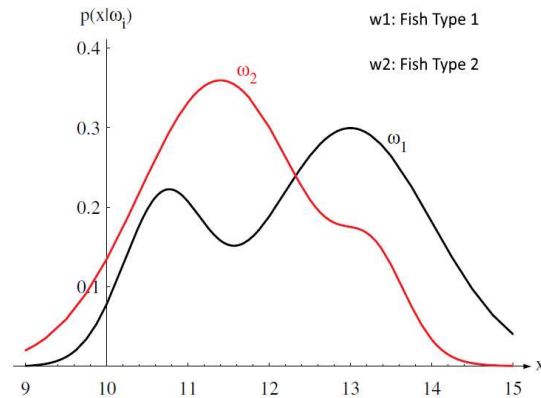 p(x|ωᵢ)
w1: Fish Type 1
w2: Fish Type 2
0.4
ω₂
0.3
ω₁
0.2
0.1
x
9 10 11 12 13 14 15